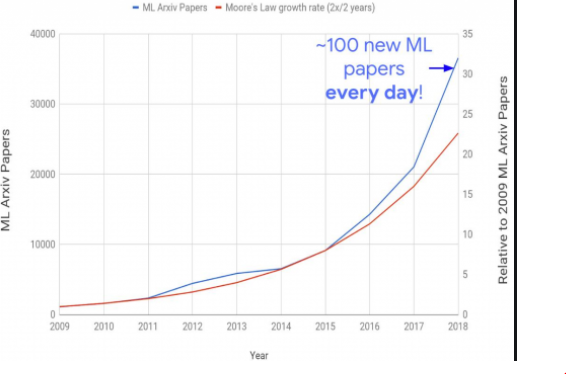 ML Arxiv Papers Moore's Law growth rate (2x/2 years)
40000
30000
20000
10000
0
ML Arxiv Papers
~100 new ML
papers
every day!
35
30
25
20
15
10
5
0
Relative to 2009 ML Arxiv Papers
2009 2010 2011 2012 2013 2014 2015 2016 2017 2018
Year